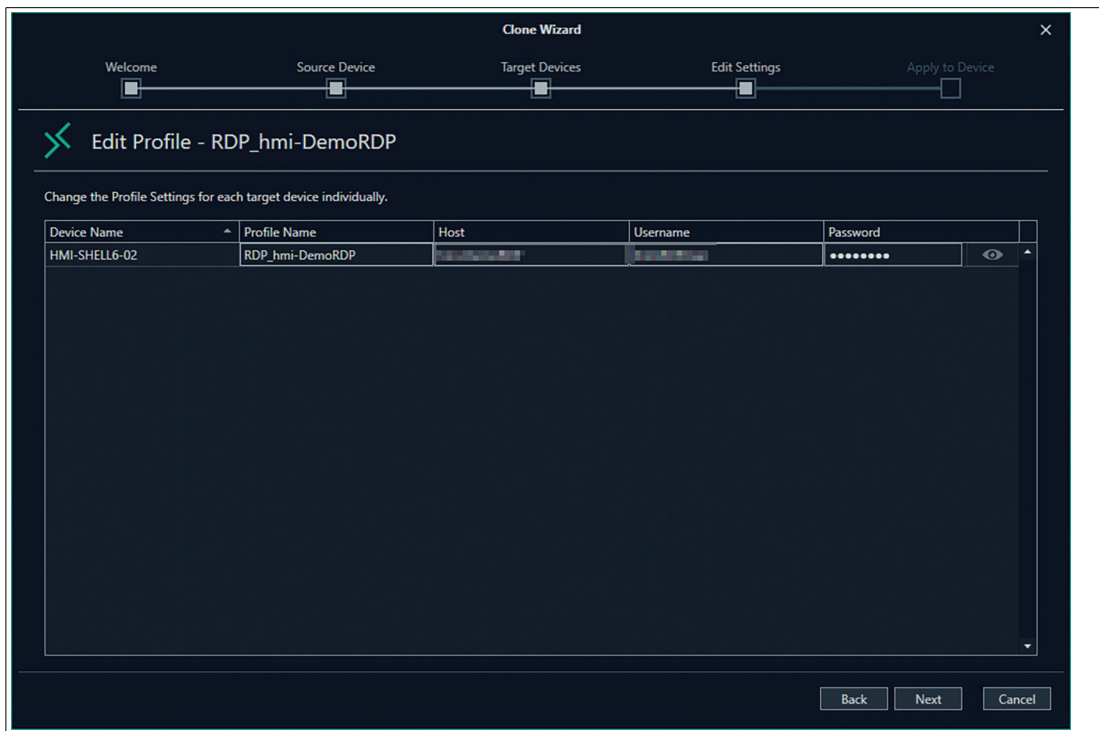 Clone Wizard
Welcome Source Device Target Devices Edit Settings Apply to Device
Edit Profile - RDP_hmi-DemoRDP
Change the Profile Settings for each target device individually.
Device Name Profile Name Host Username Password
HMI-SHELL6-02 RDP_hmi-DemoRDP ●●●●●●●●
Back Next Cancel